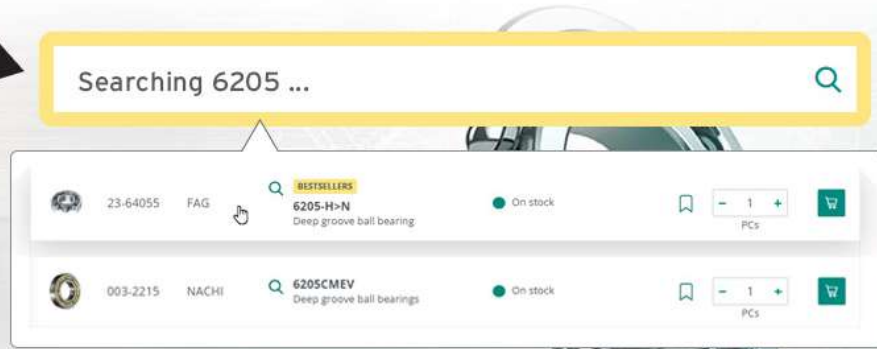 Searching 6205 ...
BESTSELLERS
23-64055 FAG 6205-H>N On stock - 1 +
Deep groove ball bearing
PCs
003-2215 NACHI 6205CMEV On stock - 1 +
Deep groove ball bearings
PCs